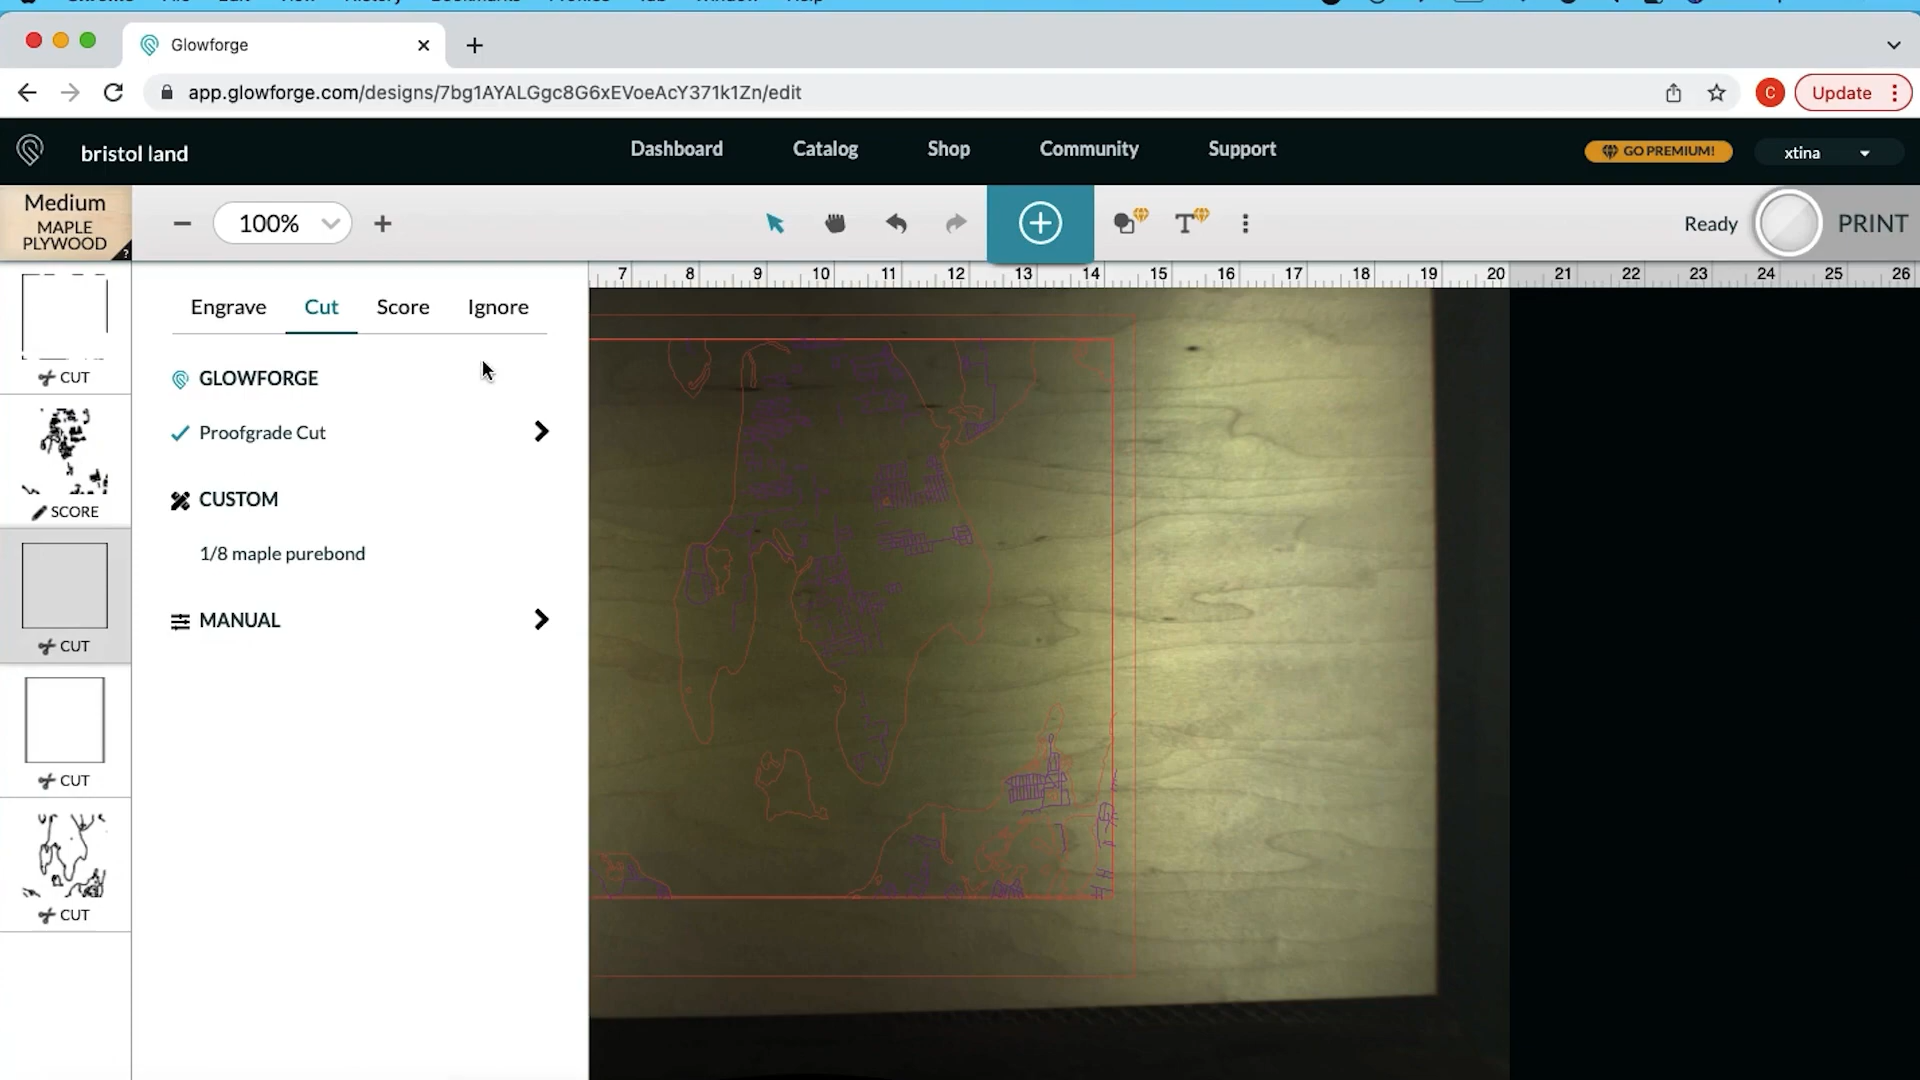 Glowforge
app.glowforge.com/designs/7bg1AYALGgc8G6xEVoeAcY371k1Zn/edit
C
Update
bristol land
Dashboard
Catalog
Shop
Community
Support
GO PREMIUM!
xtina
Medium
MAPLE
PLYWOOD
?
100%
T
Ready
PRINT
7 8 9 10 11 12 13 14 15 16 17 18 19 20 21 22 23 24 25 26
CUT
SCORE
CUT
CUT
CUT
Engrave
Cut
Score
Ignore
GLOWFORGE
Proofgrade Cut
CUSTOM
1/8 maple purebond
MANUAL